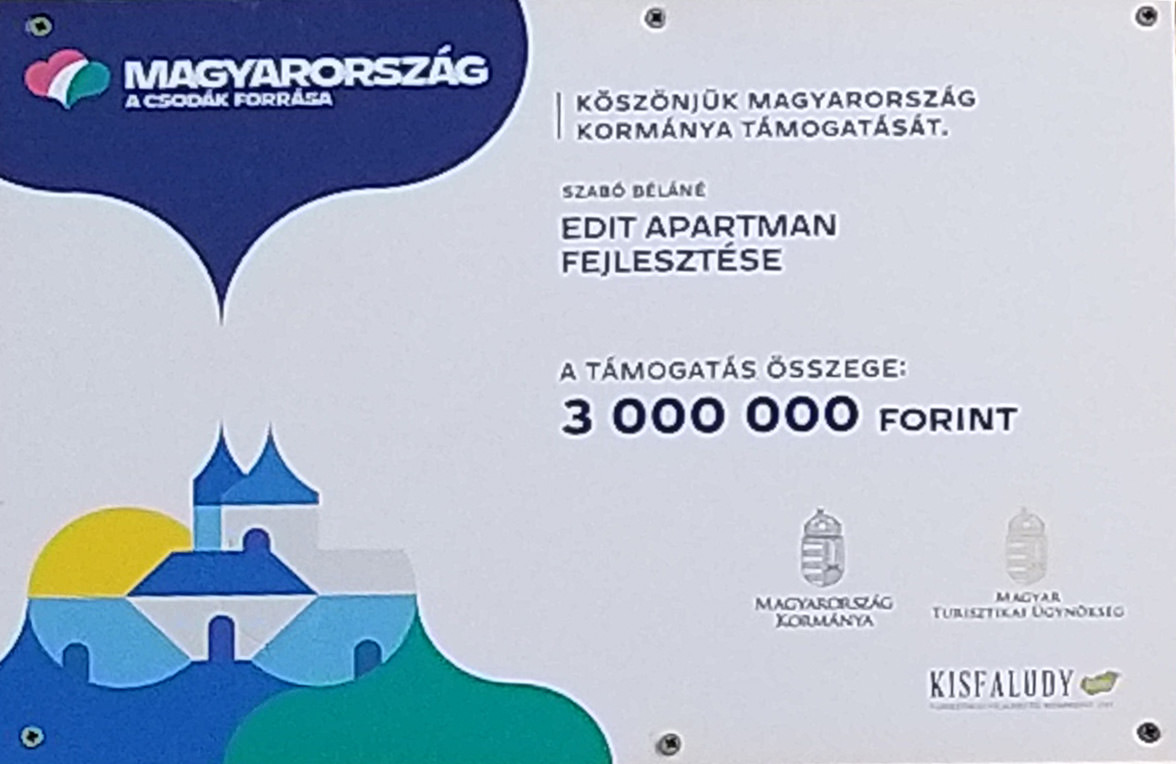 MAGYARORSZÁG
A CSODÁK FORRÁSA
KÖSZÖNJÜK MAGYARORSZÁG
KORMÁNYA TÁMOGATÁSÁT.
SZABÓ BÉLÁNÉ
EDIT APARTMAN
FEJLESZTÉSE
A TÁMOGATÁS ÖSSZEGE:
3 000 000 FORINT
MAGYARORSZÁG
KORMÁNYA
MAGYAR
TURISZTIKAI ÜGYNÖKSÉG
KISFALUDY